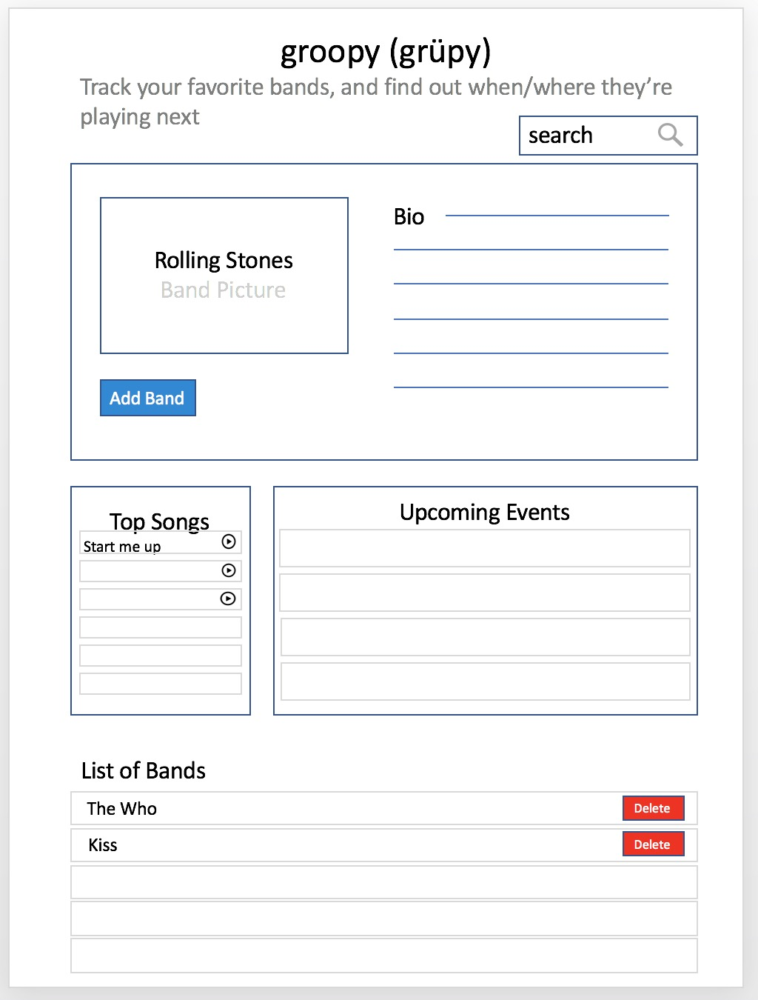 groopy (grüpy)
Track your favorite bands, and find out when/where they’re
playing next
search
Rolling Stones
Band Picture
Bio
Add Band
Top Songs
Start me up
Upcoming Events
List of Bands
The Who
Delete
Kiss
Delete